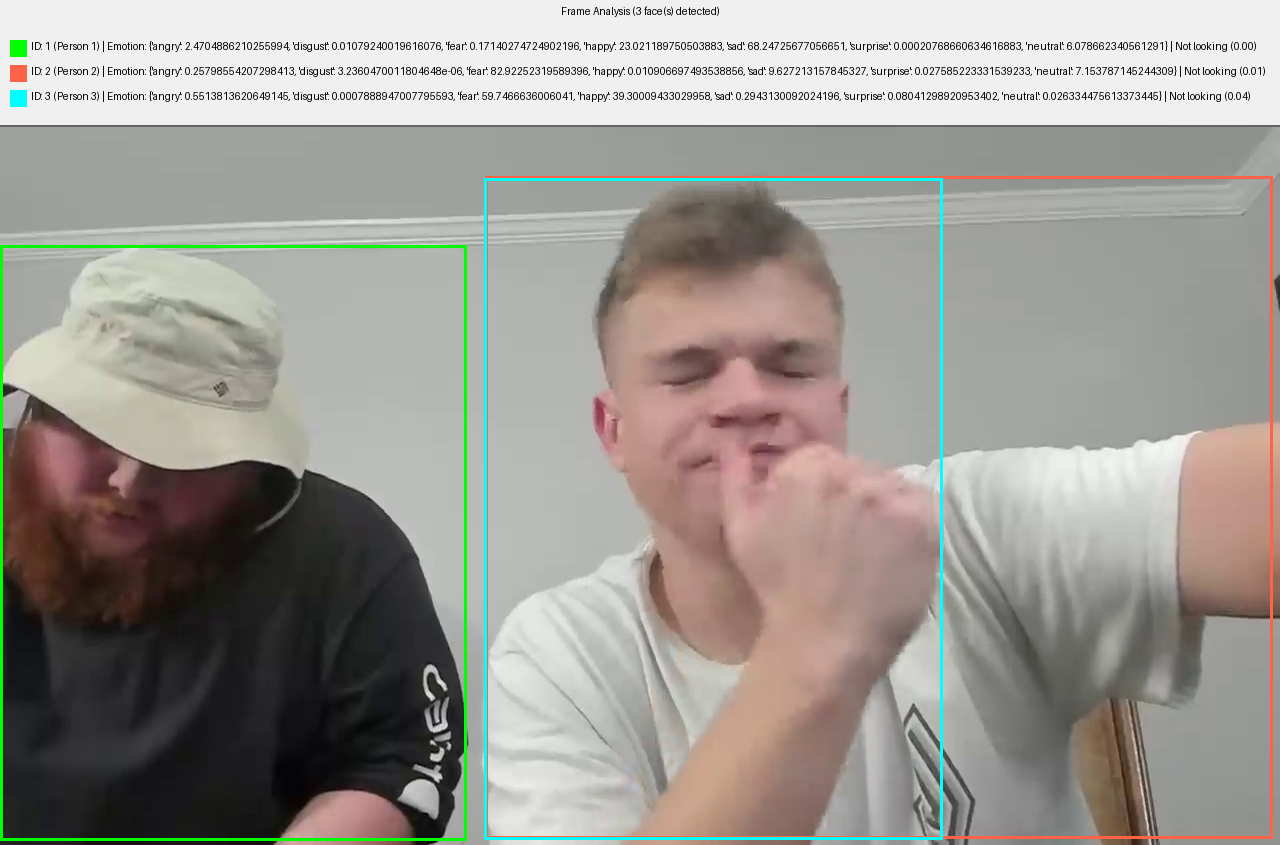 Frame Analysis (3 face(s) detected)
ID: 1 (Person 1) | Emotion: {'angry': 2.4704886210255994, 'disgust': 0.01079240019616076, 'fear': 0.17140274724902196, 'happy': 23.021189750503883, 'sad': 68.24725677056651, 'surprise': 0.00020768660634616883, 'neutral': 6.078662340561291} | Not looking (0.00)
ID: 2 (Person 2) | Emotion: {'angry': 0.25798554207298413, 'disgust': 3.2360470011804648e-06, 'fear': 82.92252319589396, 'happy': 0.010906697493538856, 'sad': 9.627213157845327, 'surprise': 0.027585223331539233, 'neutral': 7.153787145244309} | Not looking (0.01)
ID: 3 (Person 3) | Emotion: {'angry': 0.5513813620649145, 'disgust': 0.0007888947007795593, 'fear': 59.7466636006041, 'happy': 39.30009433029958, 'sad': 0.2943130092024196, 'surprise': 0.08041298920953402, 'neutral': 0.026334475613373445} | Not looking (0.04)